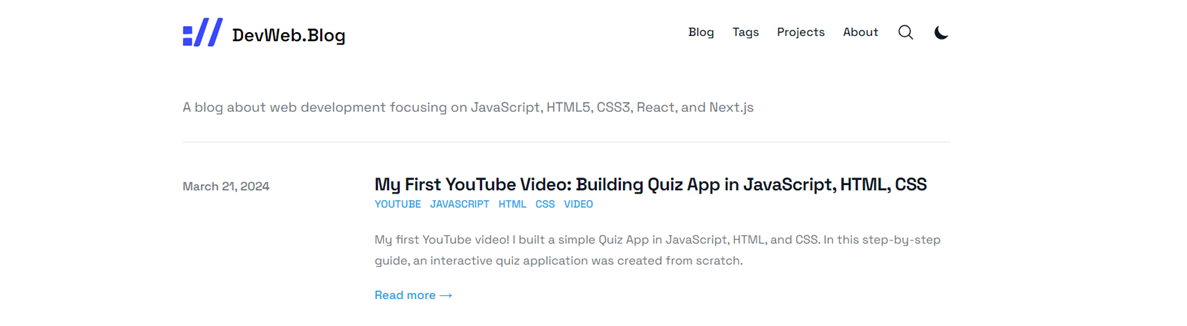 DevWeb.Blog
Blog Tags Projects About
A blog about web development focusing on JavaScript, HTML5, CSS3, React, and Next.js
March 21, 2024
My First YouTube Video: Building Quiz App in JavaScript, HTML, CSS
YOUTUBE JAVASCRIPT HTML CSS VIDEO
My first YouTube video! I built a simple Quiz App in JavaScript, HTML, and CSS. In this step-by-step
guide, an interactive quiz application was created from scratch.
Read more →